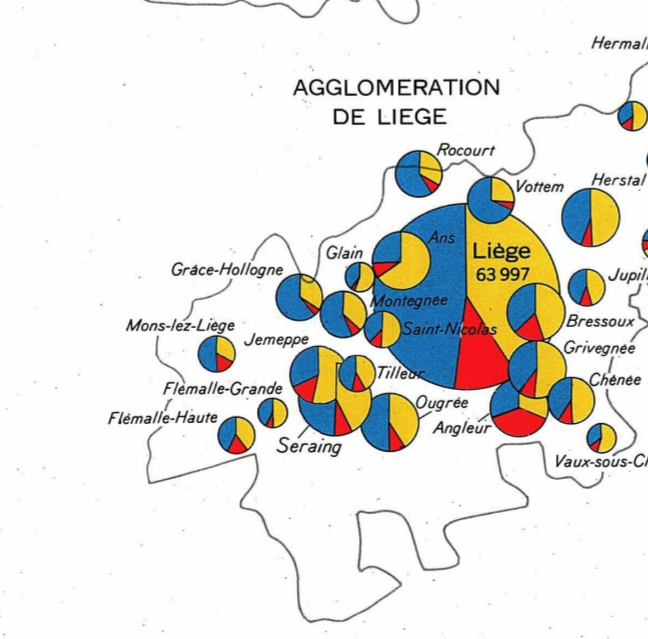 Hermall
AGGLOMERATION
DE LIEGE
Rocourt
Vottem
Herstal
Ans
Liège
63 997
Glain
Grâce-Hollogne
Jupil
Montegnée
Bressoux
Mons-lez-Liège
Jemeppe
Saint-Nicolas
Grivegnée
Tilleur
Chênée
Flémalle-Grande
Ougrée
Flémalle-Haute
Angleur
Seraing
Vaux-sous-Ch